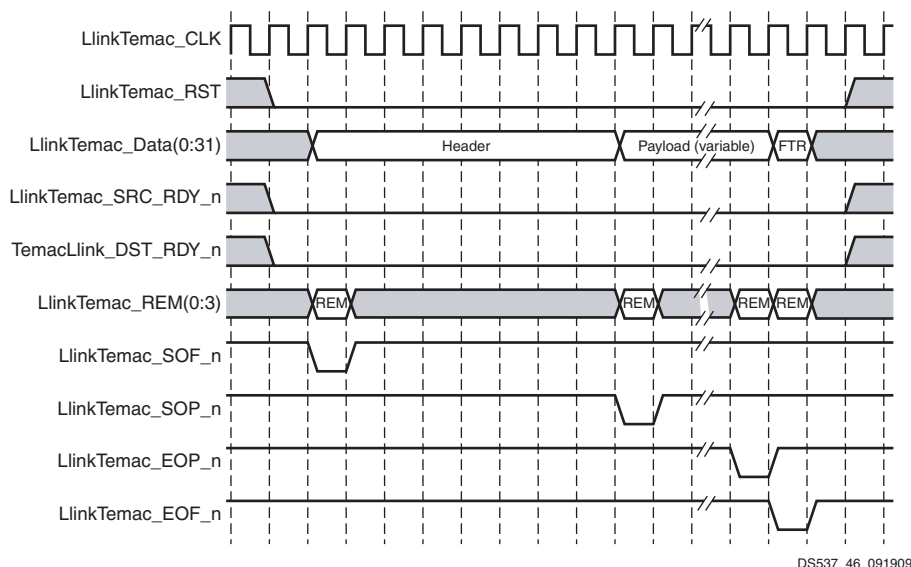 LlinkTemac_CLK
LlinkTemac_RST
LlinkTemac_Data(0:31)
Header
Payload (variable)
FTR
LlinkTemac_SRC_RDY_n
TemacLlink_DST_RDY_n
LlinkTemac_REM(0:3)
REM
REM
REM
REM
LlinkTemac_SOF_n
LlinkTemac_SOP_n
LlinkTemac_EOP_n
LlinkTemac_EOF_n
DS537_46_091909